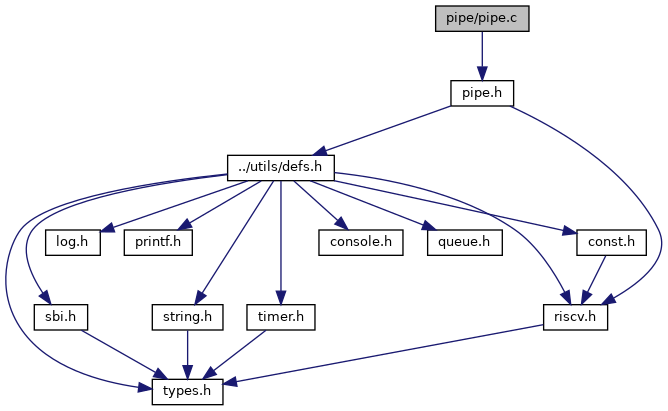 pipe/pipe.c
pipe.h
../utils/defs.h
log.h
printf.h
console.h
queue.h
const.h
sbi.h
string.h
timer.h
riscv.h
types.h